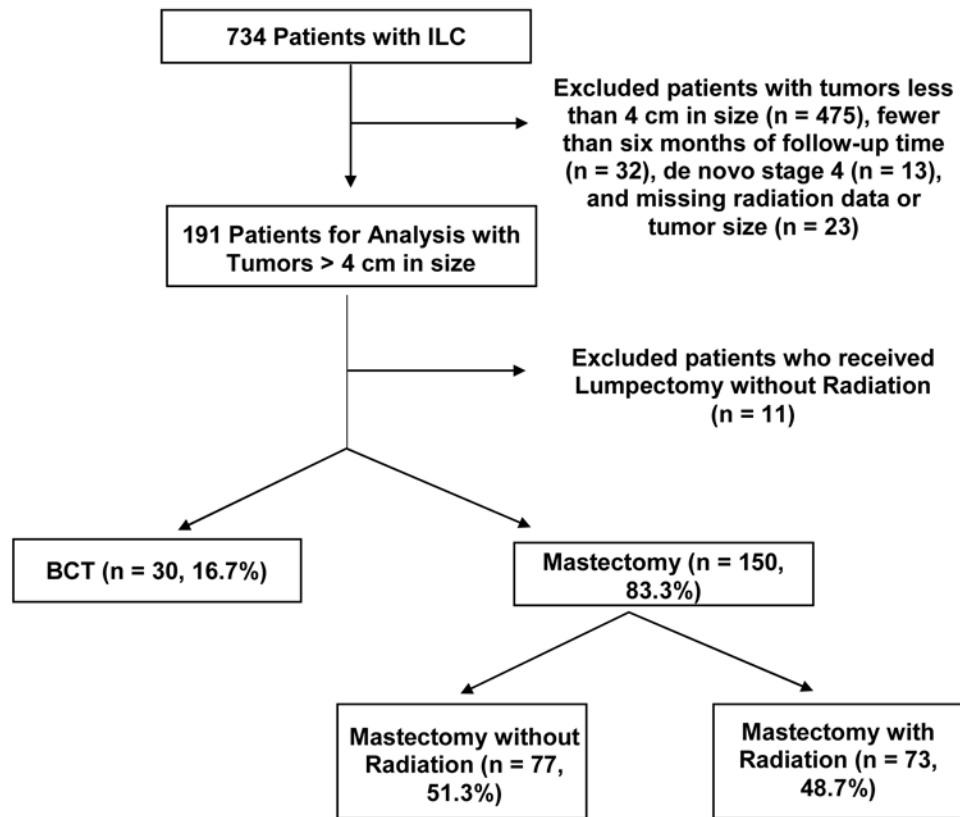 734 Patients with ILC
Excluded patients with tumors less
than 4 cm in size (n = 475), fewer
than six months of follow-up time
(n = 32), de novo stage 4 (n = 13),
and missing radiation data or
tumor size (n = 23)
191 Patients for Analysis with
Tumors > 4 cm in size
Excluded patients who received
Lumpectomy without Radiation
(n = 11)
BCT (n = 30, 16.7%)
Mastectomy (n = 150,
83.3%)
Mastectomy without
Radiation (n = 77,
51.3%)
Mastectomy with
Radiation (n = 73,
48.7%)